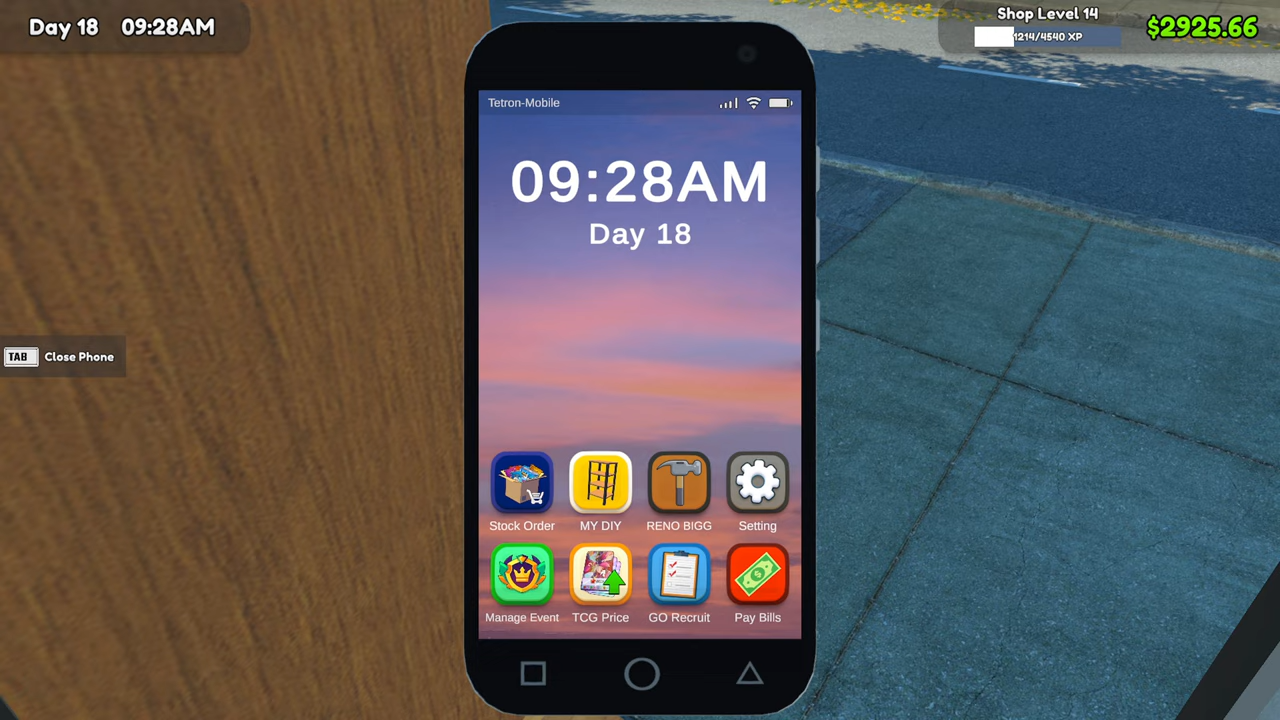 Day 18 09:28AM
Shop Level 14
1214/4540 XP
$2925.66
Tetron-Mobile
09:28AM
Day 18
TAB Close Phone
Stock Order MY DIY RENO BIGG Setting
Manage Event TCG Price GO Recruit Pay Bills